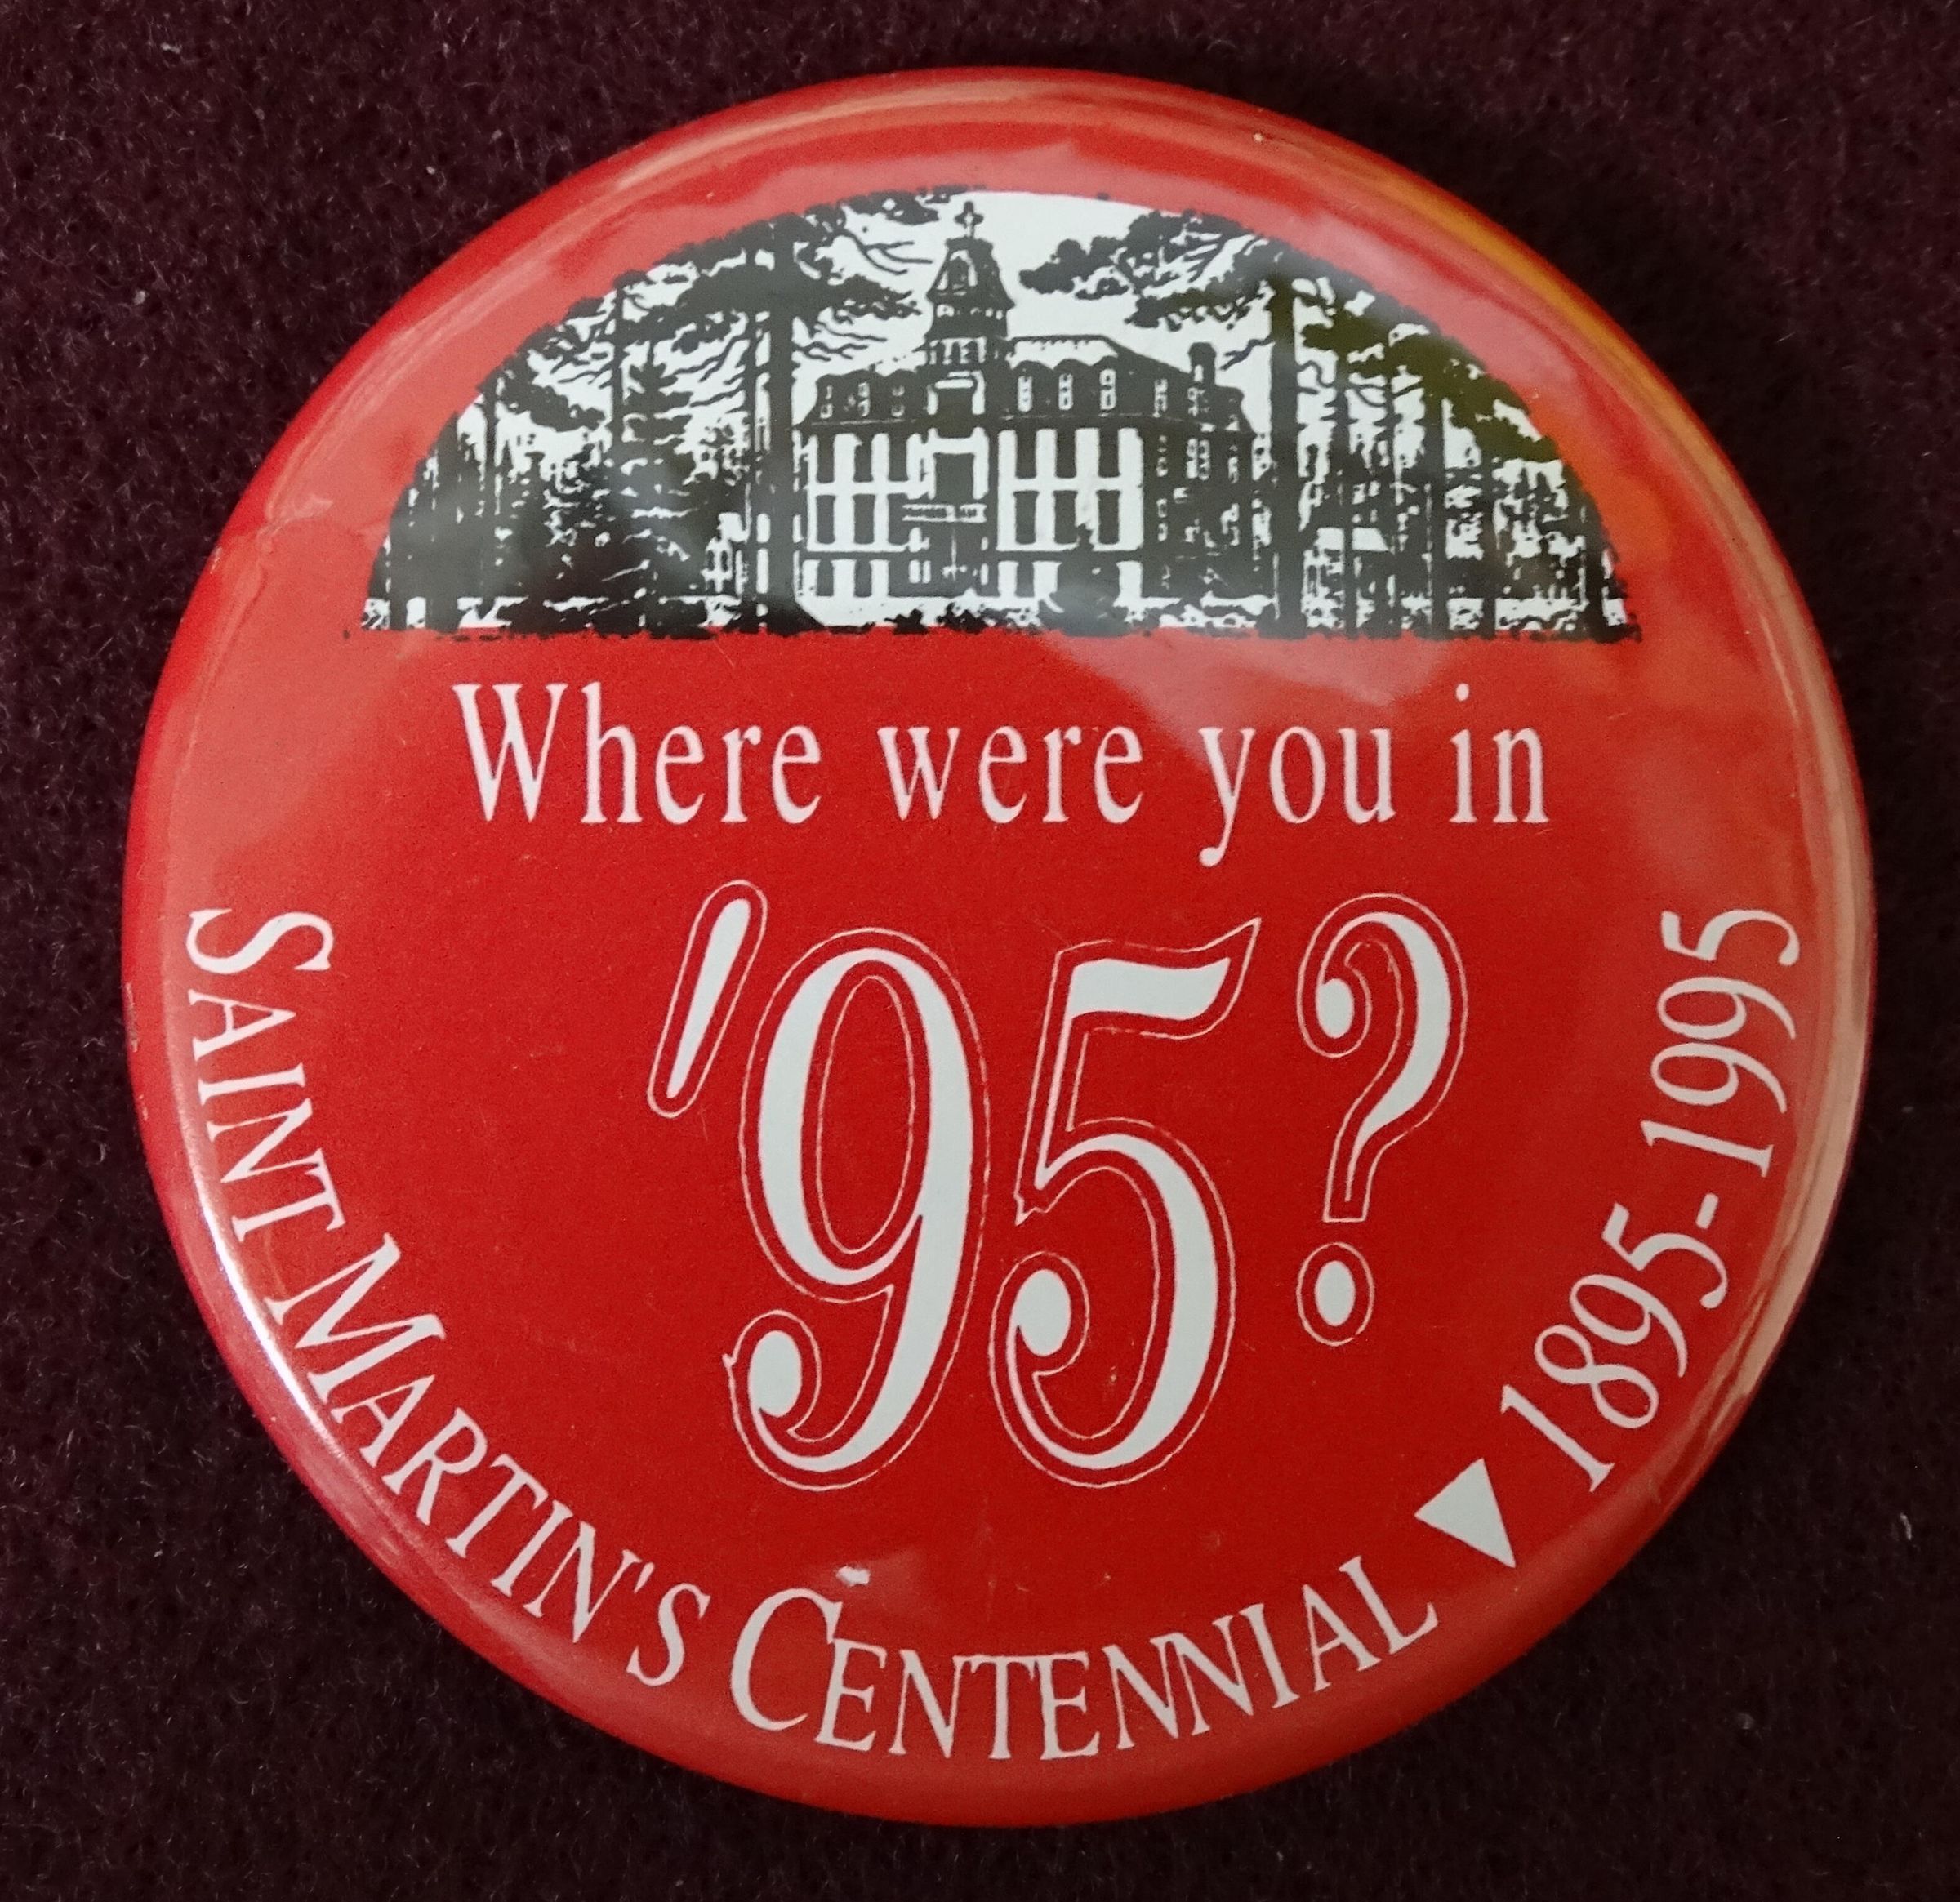 Where were you in
'95?
SAINT MARTIN'S CENTENNIAL ▼ 1895-1995